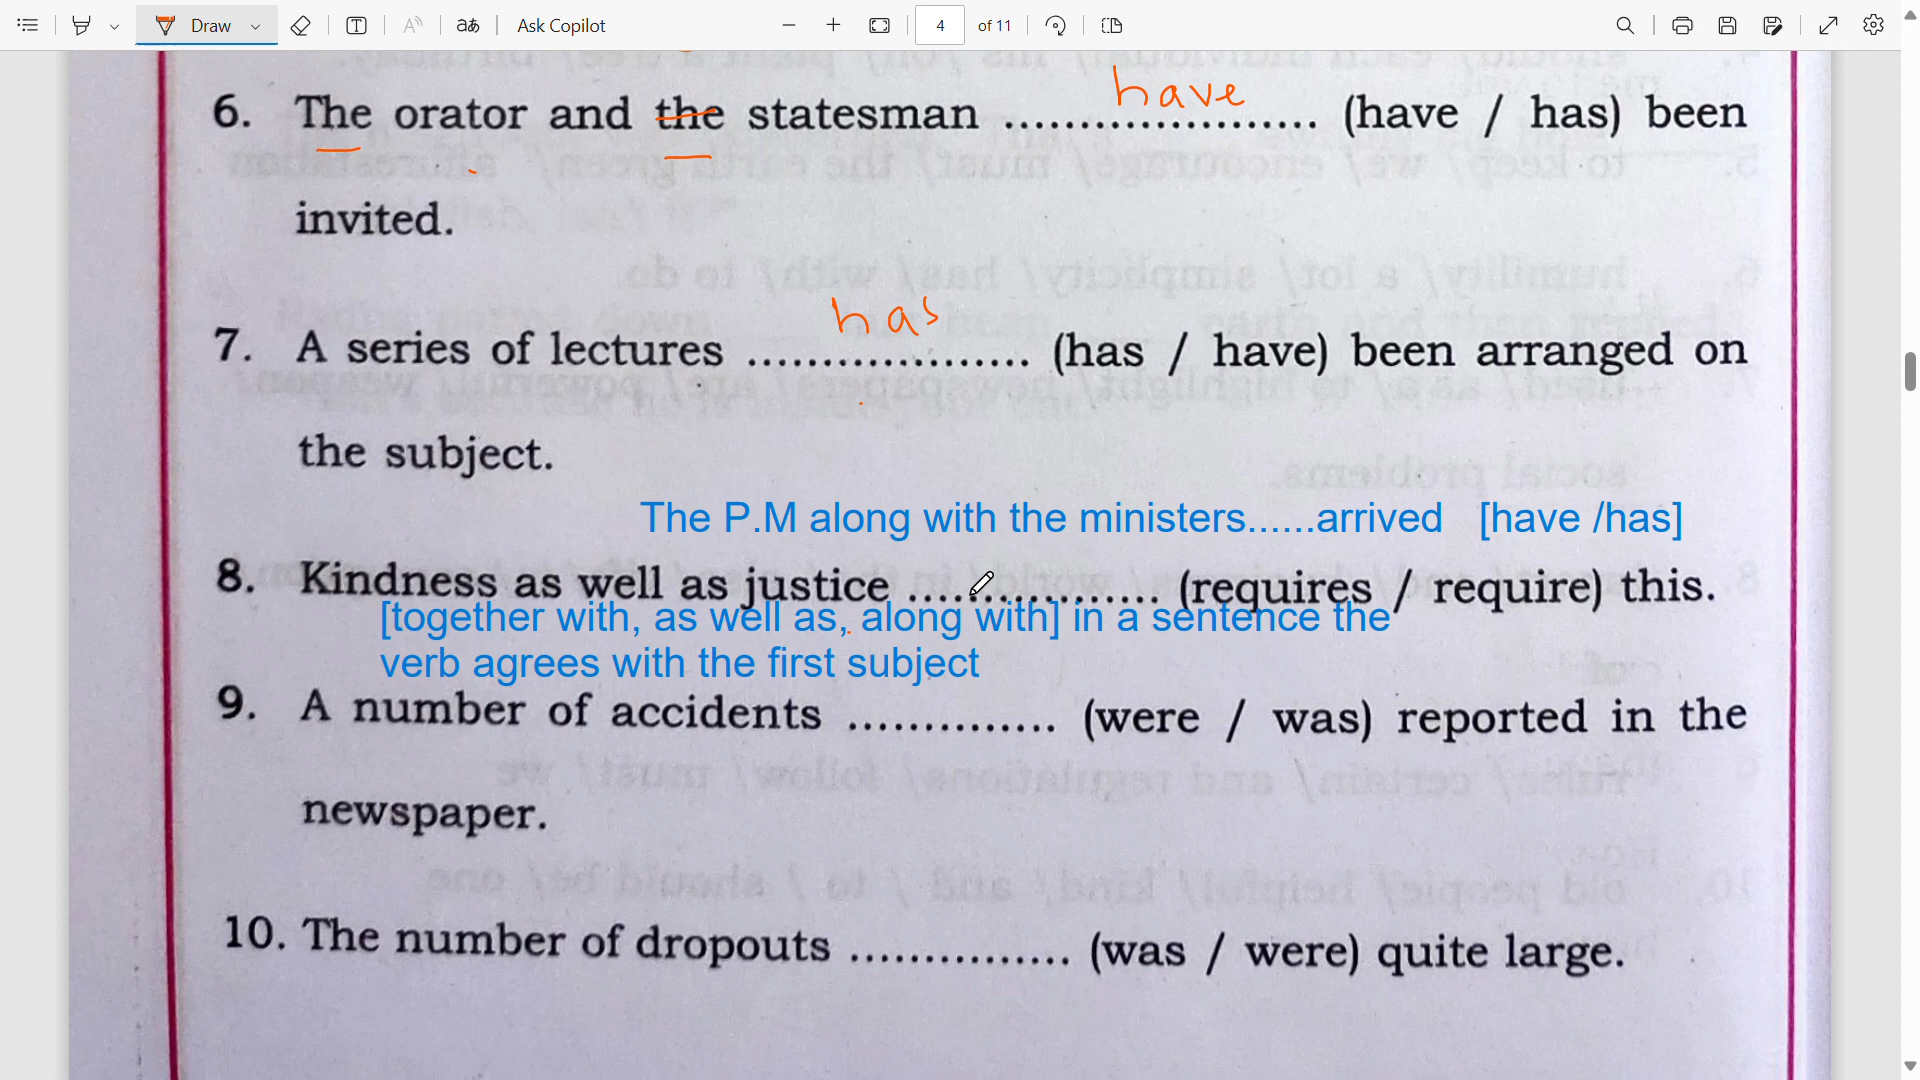 Draw
Ask Copilot
4 of 11
have
6. The orator and the statesman ..................... (have / has) been
invited.
has
7. A series of lectures ................... (has / have) been arranged on
the subject.
The P.M along with the ministers......arrived [have /has]
8. Kindness as well as justice ................. (requires / require) this.
[together with, as well as, along with] in a sentence the
verb agrees with the first subject
9. A number of accidents .............. (were / was) reported in the
newspaper.
10. The number of dropouts ............... (was / were) quite large.